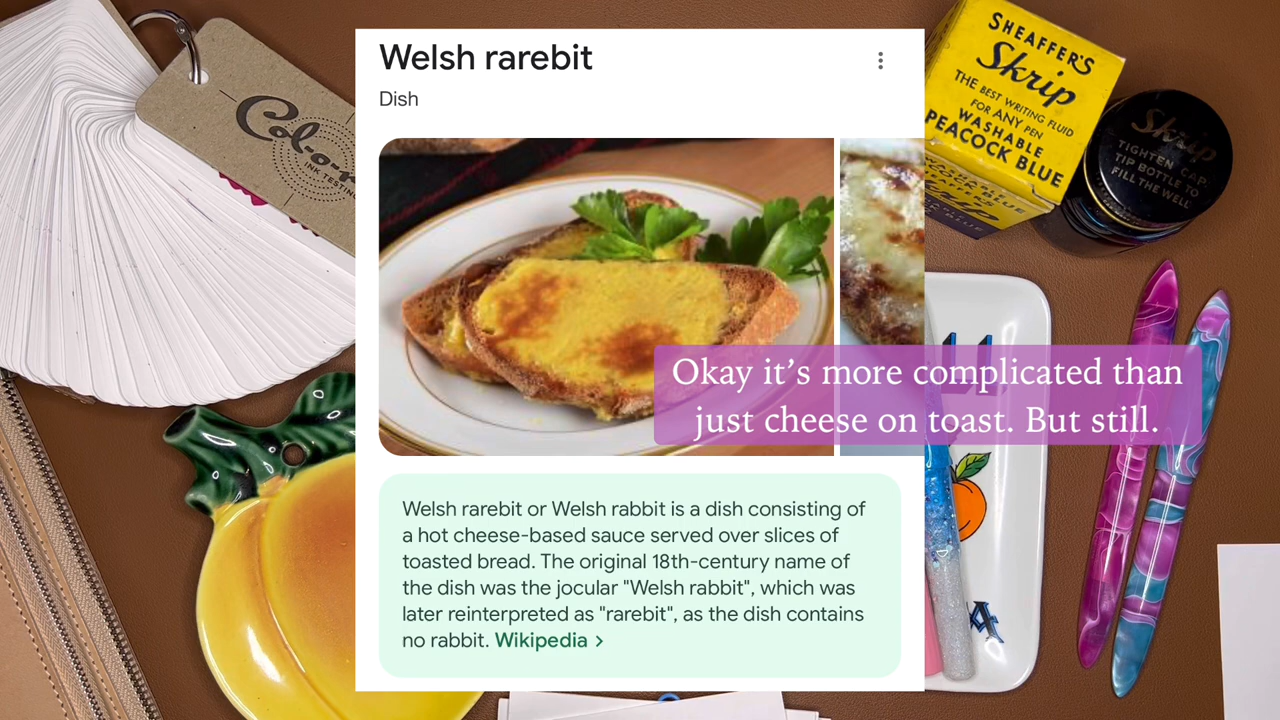 Welsh rarebit
Dish
Welsh rarebit or Welsh rabbit is a dish consisting of
a hot cheese-based sauce served over slices of
toasted bread. The original 18th-century name of
the dish was the jocular "Welsh rabbit", which was
later reinterpreted as "rarebit", as the dish contains
no rabbit. Wikipedia >
Okay it's more complicated than
just cheese on toast. But still.
INK TESTIN
SHEAFFER'S
Skrip
THE BEST WRITING FLUID
FOR ANY PEN
WASHABLE
PEACOCK BLUE
Skrip
TIGHTEN CAP.
TIP BOTTLE TO
FILL THE WELL